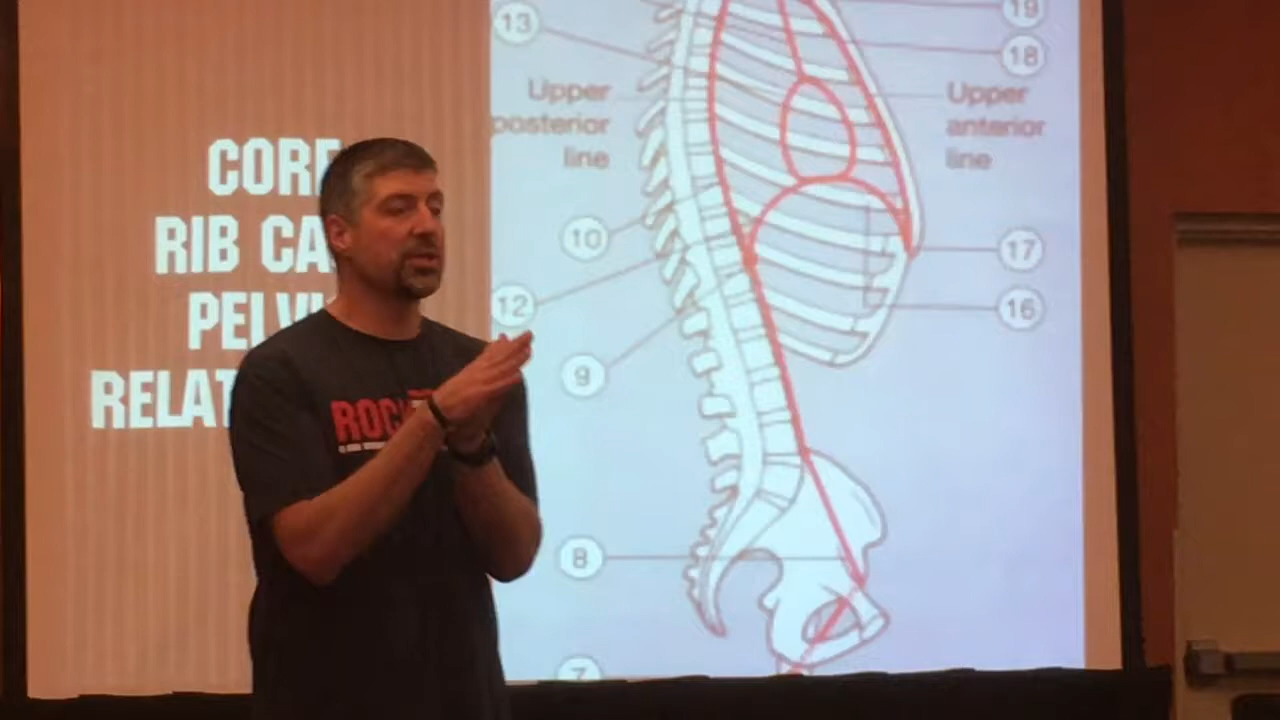 CORE
RIB CA
PELVI
RELAT
ROC
13
Upper
posterior
line
10
12
9
8
7
19
18
Upper
anterior
line
17
16